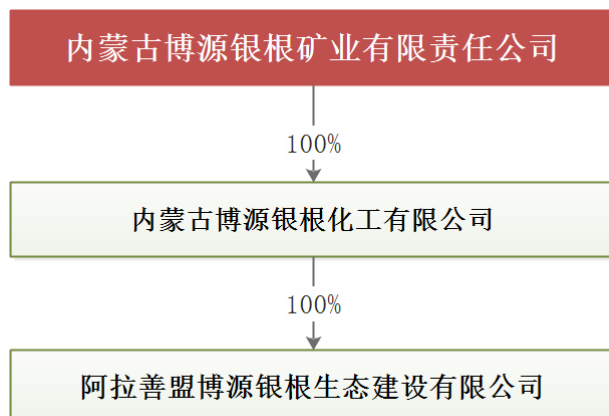 内蒙古博源银根矿业有限责任公司
100%
内蒙古博源银根化工有限公司
100%
阿拉善盟博源银根生态建设有限公司